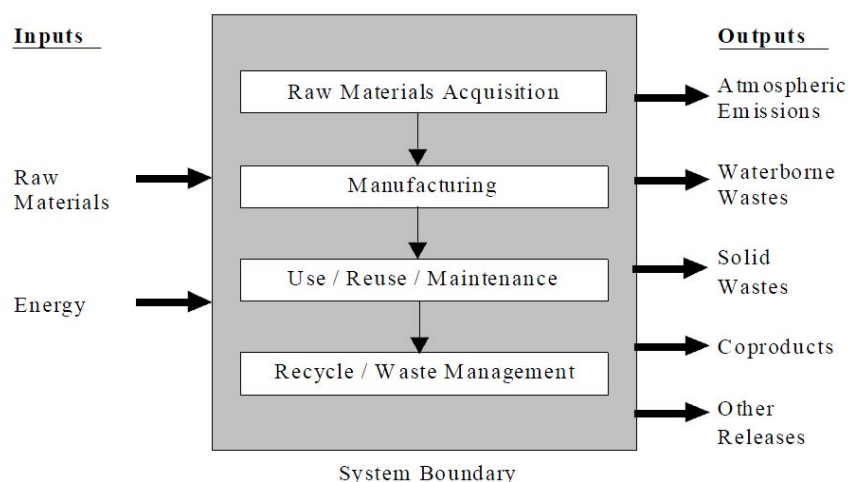 Inputs
Raw
Materials
Energy
Raw Materials Acquisition
Manufacturing
Use / Reuse / Maintenance
Recycle / Waste Management
System Boundary
Outputs
Atmospheric
Emissions
Waterborne
Wastes
Solid
Wastes
Coproducts
Other
Releases